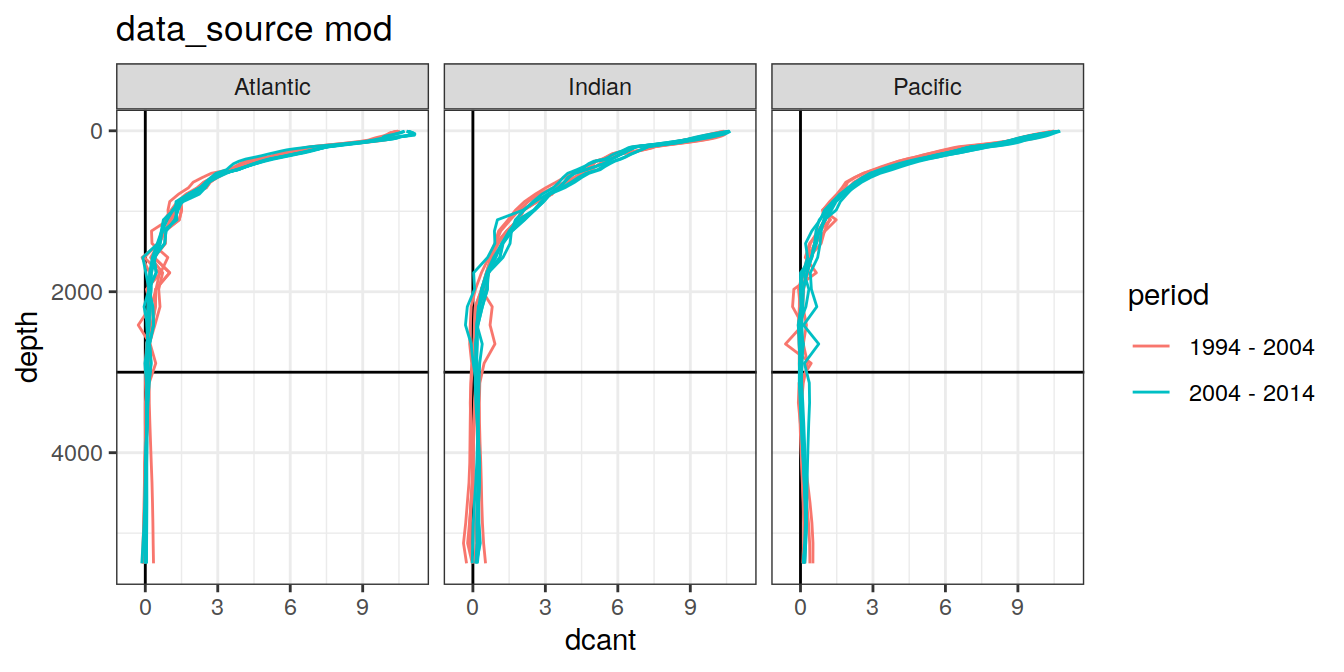 data_source mod
Atlantic Indian Pacific
0
2000
4000
depth
0 3 6 9 0 3 6 9 0 3 6 9
dcant
period
1994 - 2004
2004 - 2014